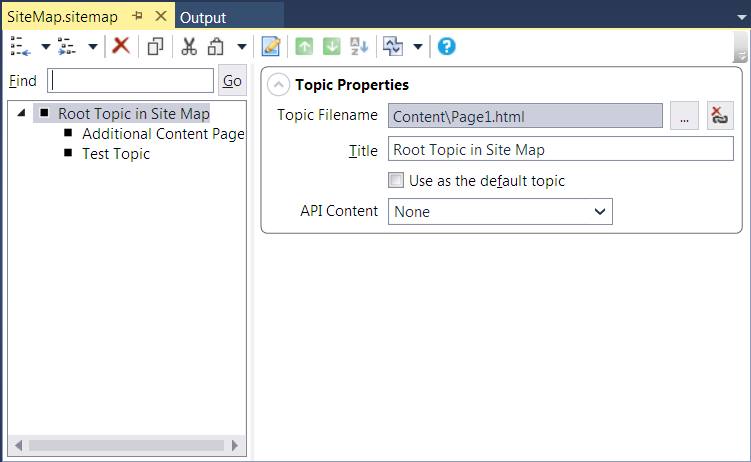 SiteMap.sitemap
Output
Find
Go
Root Topic in Site Map
Additional Content Page
Test Topic
Topic Properties
Topic Filename Content\Page1.html ...
Title Root Topic in Site Map
Use as the default topic
API Content None